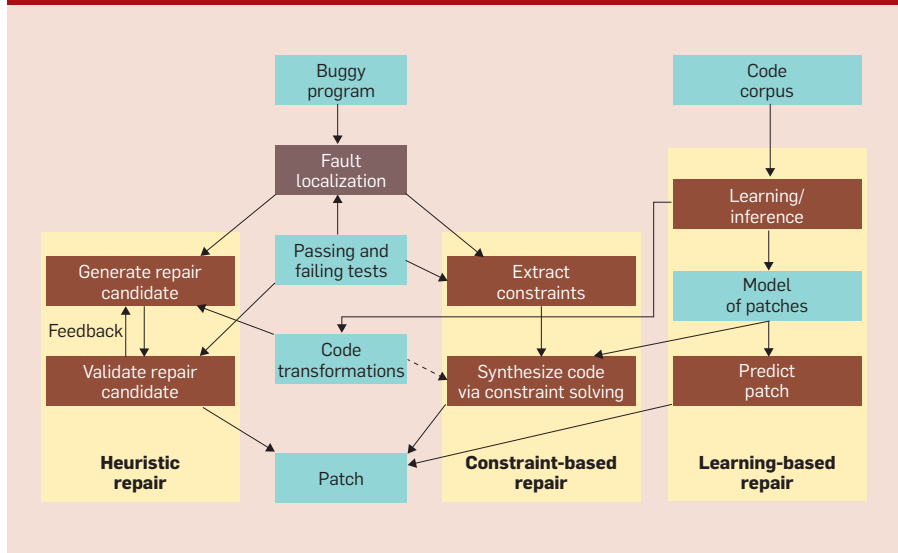 Buggy
program
Code
corpus
Fault
localization
Learning/
inference
Passing and
failing tests
Generate repair
candidate
Extract
constraints
Model
of patches
Feedback
Code
transformations
Validate repair
candidate
Synthesize code
via constraint solving
Predict
patch
Heuristic
repair
Patch
Constraint-based
repair
Learning-based
repair